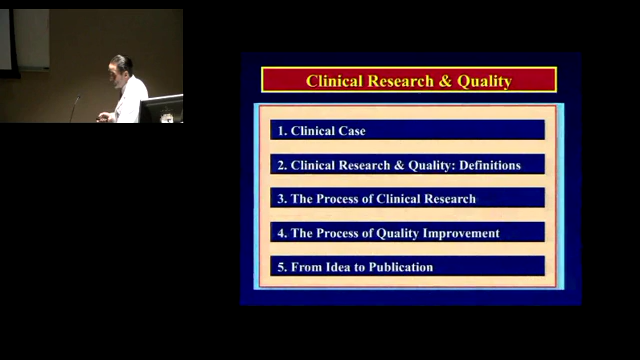 Clinical Research & Quality
1. Clinical Case
2. Clinical Research & Quality: Definitions
3. The Process of Clinical Research
4. The Process of Quality Improvement
5. From Idea to Publication